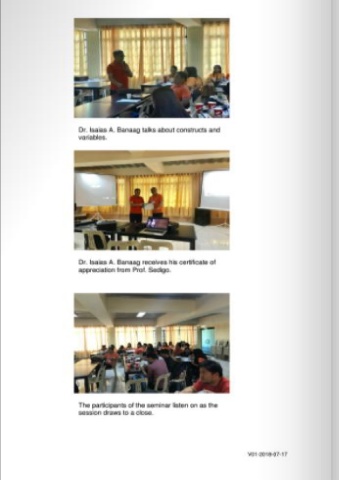 Dr. Isaias A. Banaag talks about constructs and
variables.
Dr. Isaias A. Banaag receives his certificate of
appreciation from Prof. Sadigo.
The participants of the seminar listen on as the
session draws to a close.
V01-2018-07-17